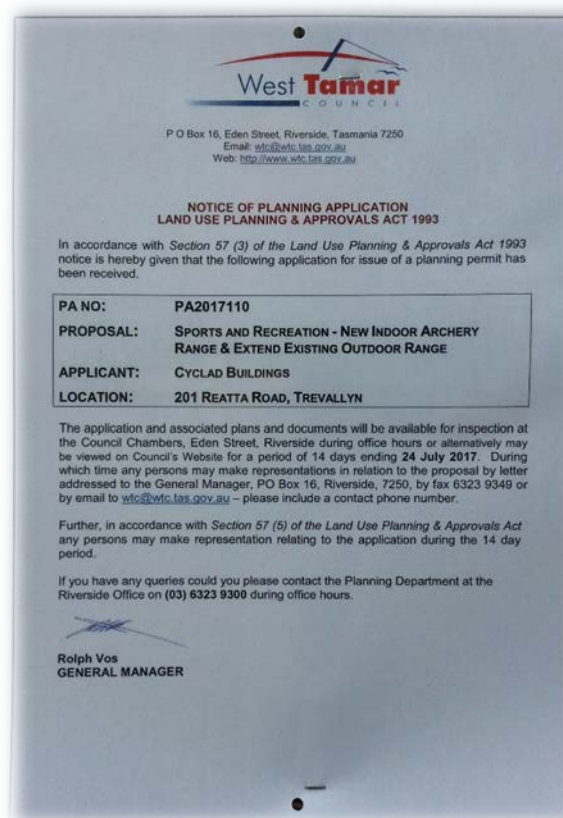 West Tamar
COUNCIL
P O Box 16, Eden Street, Riverside, Tasmania 7250
Email: wtc@wtc.tas.gov.au
Web: http://www.wtc.tas.gov.au
NOTICE OF PLANNING APPLICATION
LAND USE PLANNING & APPROVALS ACT 1993
In accordance with Section 57 (3) of the Land Use Planning & Approvals Act 1993
notice is hereby given that the following application for issue of a planning permit has
been received.
PA NO: PA2017110
PROPOSAL: SPORTS AND RECREATION - NEW INDOOR ARCHERY
RANGE & EXTEND EXISTING OUTDOOR RANGE
APPLICANT: CYCLAD BUILDINGS
LOCATION: 201 REATTA ROAD, TREVALLYN
The application and associated plans and documents will be available for inspection at
the Council Chambers, Eden Street, Riverside during office hours or alternatively may
be viewed on Council's Website for a period of 14 days ending 24 July 2017. During
which time any persons may make representations in relation to the proposal by letter
addressed to the General Manager, PO Box 16, Riverside, 7250, by fax 6323 9349 or
by email to wtc@wtc.tas.gov.au – please include a contact phone number.
Further, in accordance with Section 57 (5) of the Land Use Planning & Approvals Act
any persons may make representation relating to the application during the 14 day
period.
If you have any queries could you please contact the Planning Department at the
Riverside Office on (03) 6323 9300 during office hours.
Rolph Vos
GENERAL MANAGER